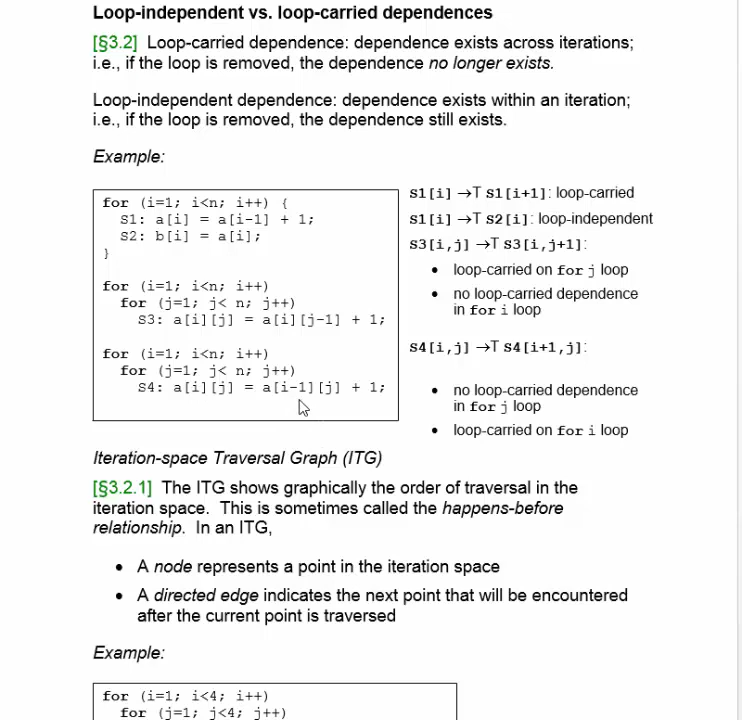 Loop-independent vs. loop-carried dependences
[§3.2]  Loop-carried dependence: dependence exists across iterations;
i.e., if the loop is removed, the dependence no longer exists.
Loop-independent dependence: dependence exists within an iteration;
i.e., if the loop is removed, the dependence still exists.
Example:
for (i=1; i<n; i++) {
S1: a[i] = a[i-1] + 1;
S2: b[i] = a[i];
}
for (i=1; i<n; i++)
for (j=1; j< n; j++)
S3: a[i][j] = a[i][j-1] + 1;
for (i=1; i<n; i++)
for (j=1; j< n; j++)
S4: a[i][j] = a[i-1][j] + 1;
S1[i] →T S1[i+1]: loop-carried
S1[i] →T S2[i]: loop-independent
S3[i,j] →T S3[i,j+1]:
• loop-carried on for j loop
• no loop-carried dependence
in for i loop
S4[i,j] →T S4[i+1,j]:
• no loop-carried dependence
in for j loop
• loop-carried on for i loop
Iteration-space Traversal Graph (ITG)
[§3.2.1]  The ITG shows graphically the order of traversal in the
iteration space.  This is sometimes called the happens-before
relationship.  In an ITG,
• A node represents a point in the iteration space
• A directed edge indicates the next point that will be encountered
after the current point is traversed
Example:
for (i=1; i<4; i++)
for (j=1; j<4; j++)